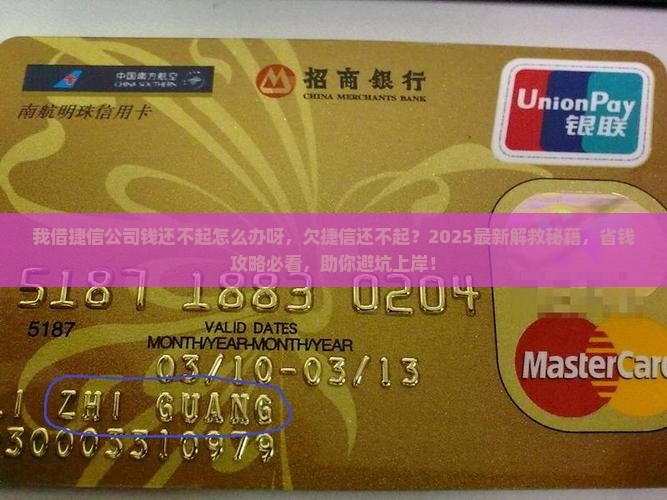 中国南方航空
CHINA SOUTHERN
招商銀行
CHINA MERCHANTS BANK
南航明珠信用卡
UnionPay
银联
我借捷信公司钱还不起怎么办呀，欠捷信还不起？2025最新解救秘籍，省钱
攻略必看，助你避坑上岸！
5187 1883 0204
5187
VALID DATES
MONTH/YEAR-MONTH/YEAR
03/10-03/13
MasterCard
LI ZHI GUANG
30003310979